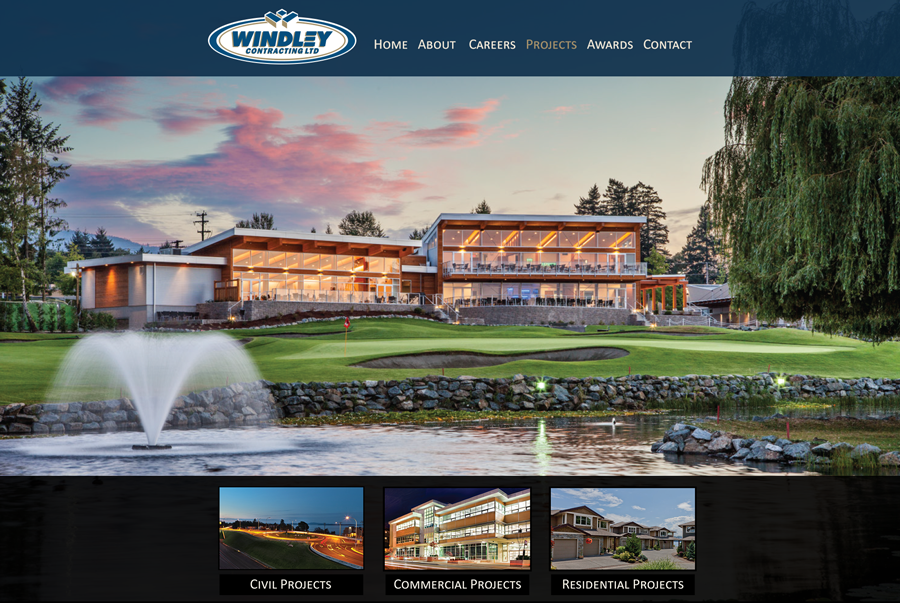 WINDLEY
CONTRACTING LTD
Home About Careers Projects Awards Contact
Civil Projects Commercial Projects Residential Projects